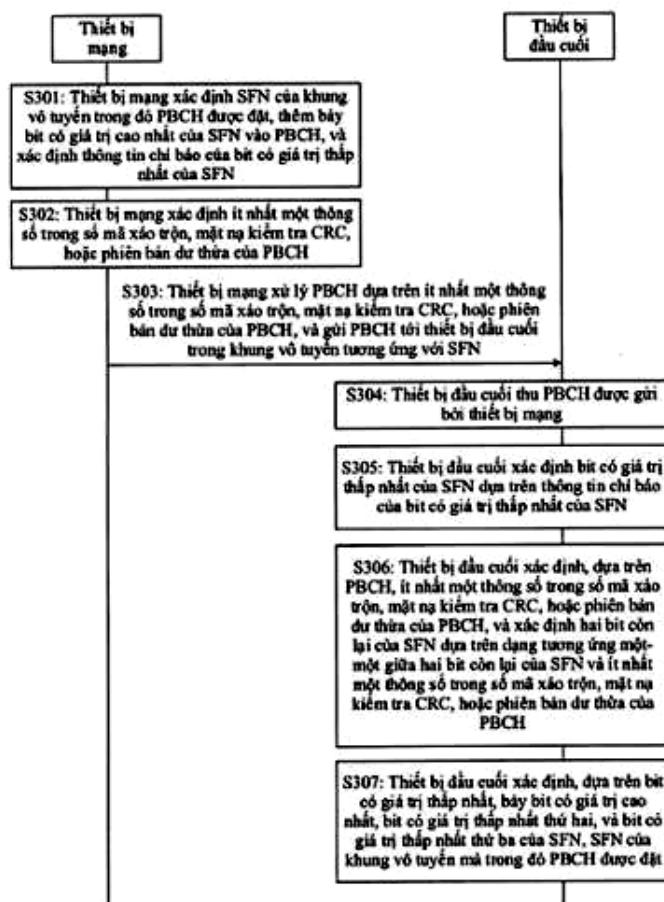 Thiết bị
mạng
Thiết bị
đầu cuối
S301: Thiết bị mạng xác định SFN của khung
vô tuyến trong đó PBCH được đặt, thêm bảy
bit có giá trị cao nhất của SFN vào PBCH, và
xác định thông tin chỉ báo của bit có giá trị thấp
nhất của SFN
S302: Thiết bị mạng xác định ít nhất một thông
số trong số mã xáo trộn, mặt nạ kiểm tra CRC,
hoặc phiên bản dư thừa của PBCH
S303: Thiết bị mạng xử lý PBCH dựa trên ít nhất một thông
số trong số mã xáo trộn, mặt nạ kiểm tra CRC, hoặc phiên
bản dư thừa của PBCH, và gửi PBCH tới thiết bị đầu cuối
trong khung vô tuyến tương ứng với SFN
S304: Thiết bị đầu cuối thu PBCH được gửi
bởi thiết bị mạng
S305: Thiết bị đầu cuối xác định bit có giá trị
thấp nhất của SFN dựa trên thông tin chỉ báo
của bit có giá trị thấp nhất của SFN
S306: Thiết bị đầu cuối xác định, dựa trên
PBCH, ít nhất một thông số trong số mã xáo
trộn, mặt nạ kiểm tra CRC, hoặc phiên bản
dư thừa của PBCH, và xác định hai bit còn
lại của SFN dựa trên dạng tương ứng một-
một giữa hai bit còn lại của SFN và ít nhất
một thông số trong số mã xáo trộn, mặt nạ
kiểm tra CRC, hoặc phiên bản dư thừa của
PBCH
S307: Thiết bị đầu cuối xác định, dựa trên bit
có giá trị thấp nhất, bảy bit có giá trị cao
nhất, bit có giá trị thấp nhất thứ hai, và bit có
giá trị thấp nhất thứ ba của SFN, SFN của
khung vô tuyến mà trong đó PBCH được đặt